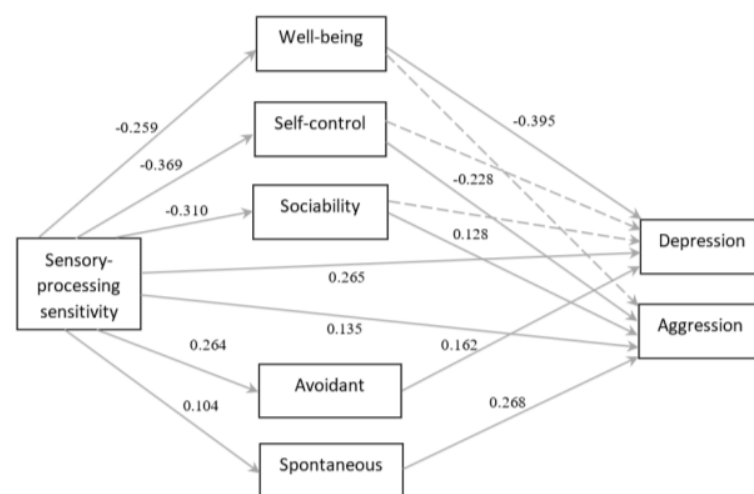 Well-being
-0.259
-0.395
Self-control
-0.369
-0.228
Sociability
-0.310
0.128
Sensory-
processing
sensitivity
Depression
0.265
0.135
Aggression
0.264
0.162
Avoidant
0.104
0.268
Spontaneous